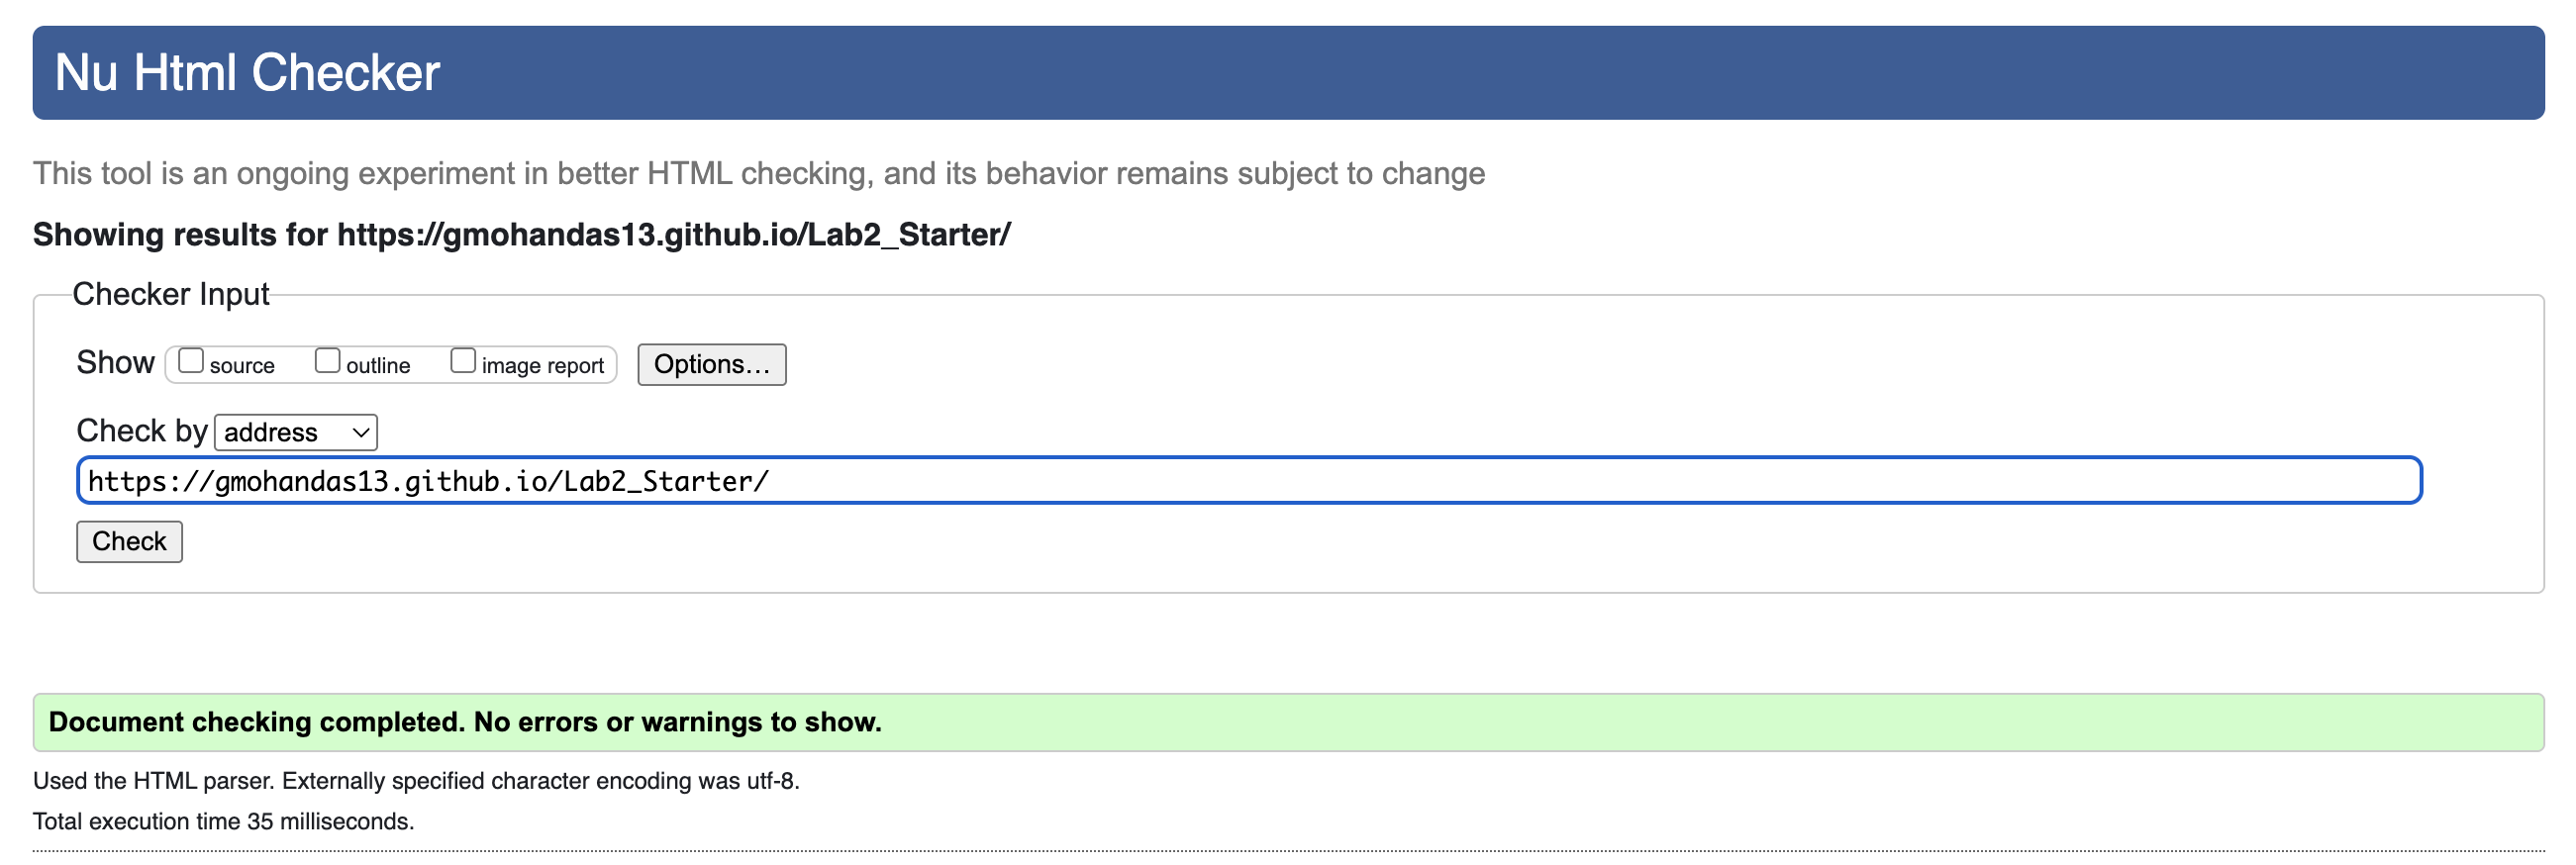 Nu Html Checker
This tool is an ongoing experiment in better HTML checking, and its behavior remains subject to change
Showing results for https://gmohandas13.github.io/Lab2_Starter/
Checker Input
Show source outline image report Options...
Check by address
https://gmohandas13.github.io/Lab2_Starter/
Check
Document checking completed. No errors or warnings to show.
Used the HTML parser. Externally specified character encoding was utf-8.
Total execution time 35 milliseconds.